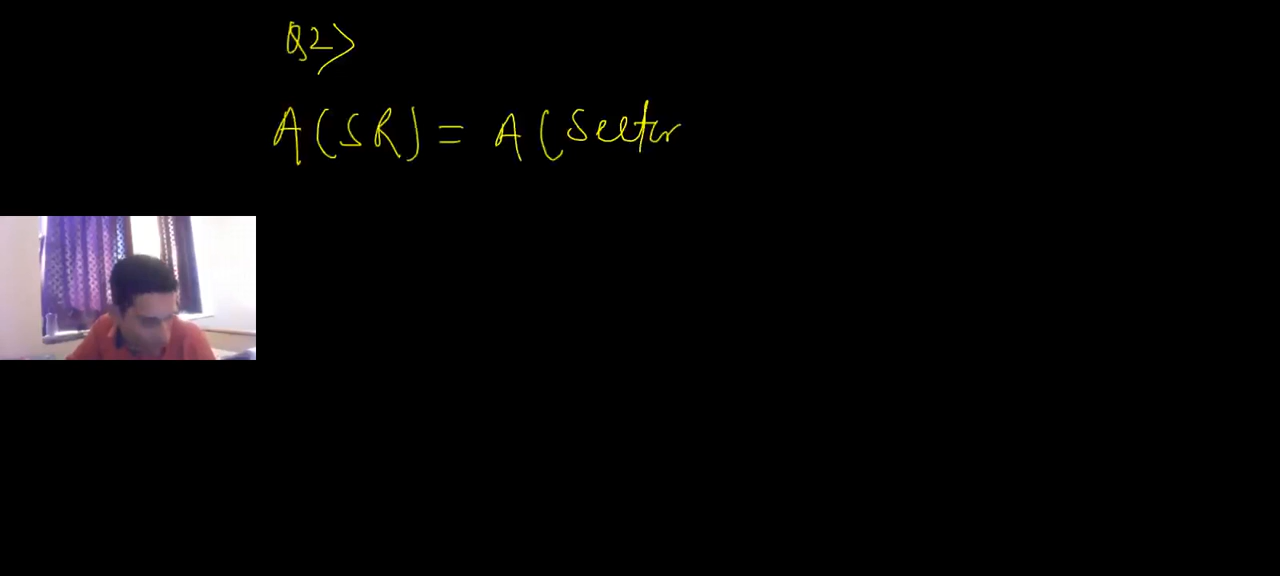 Q2>
A(SR) = A(Sector